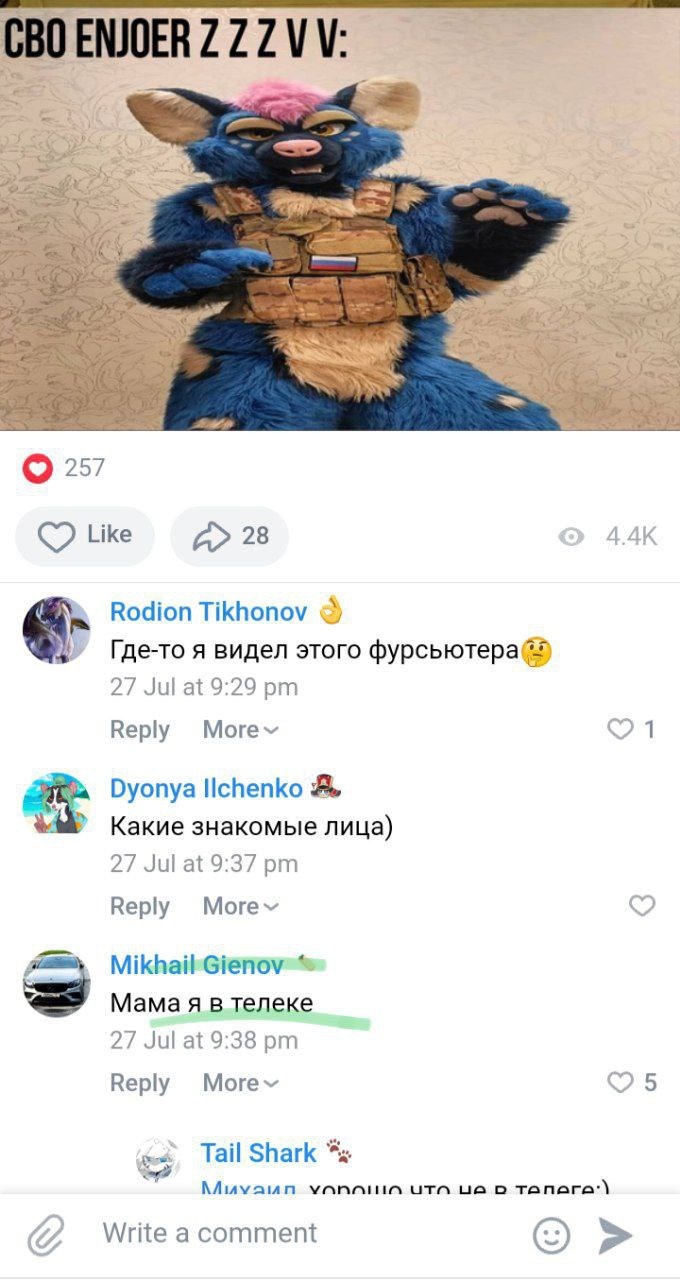 СВО ENJOER Z Z Z V V:
257
Like
28
4.4K
Rodion Tikhonov
Где-то я видел этого фурсьютера
27 Jul at 9:29 pm
Reply More
1
Dyonya Ilchenko
Какие знакомые лица)
27 Jul at 9:37 pm
Reply More
Mikhail Gienov
Мама я в телеке
27 Jul at 9:38 pm
Reply More
5
Tail Shark
Михаил, хорошо что не в телеге:)
Write a comment